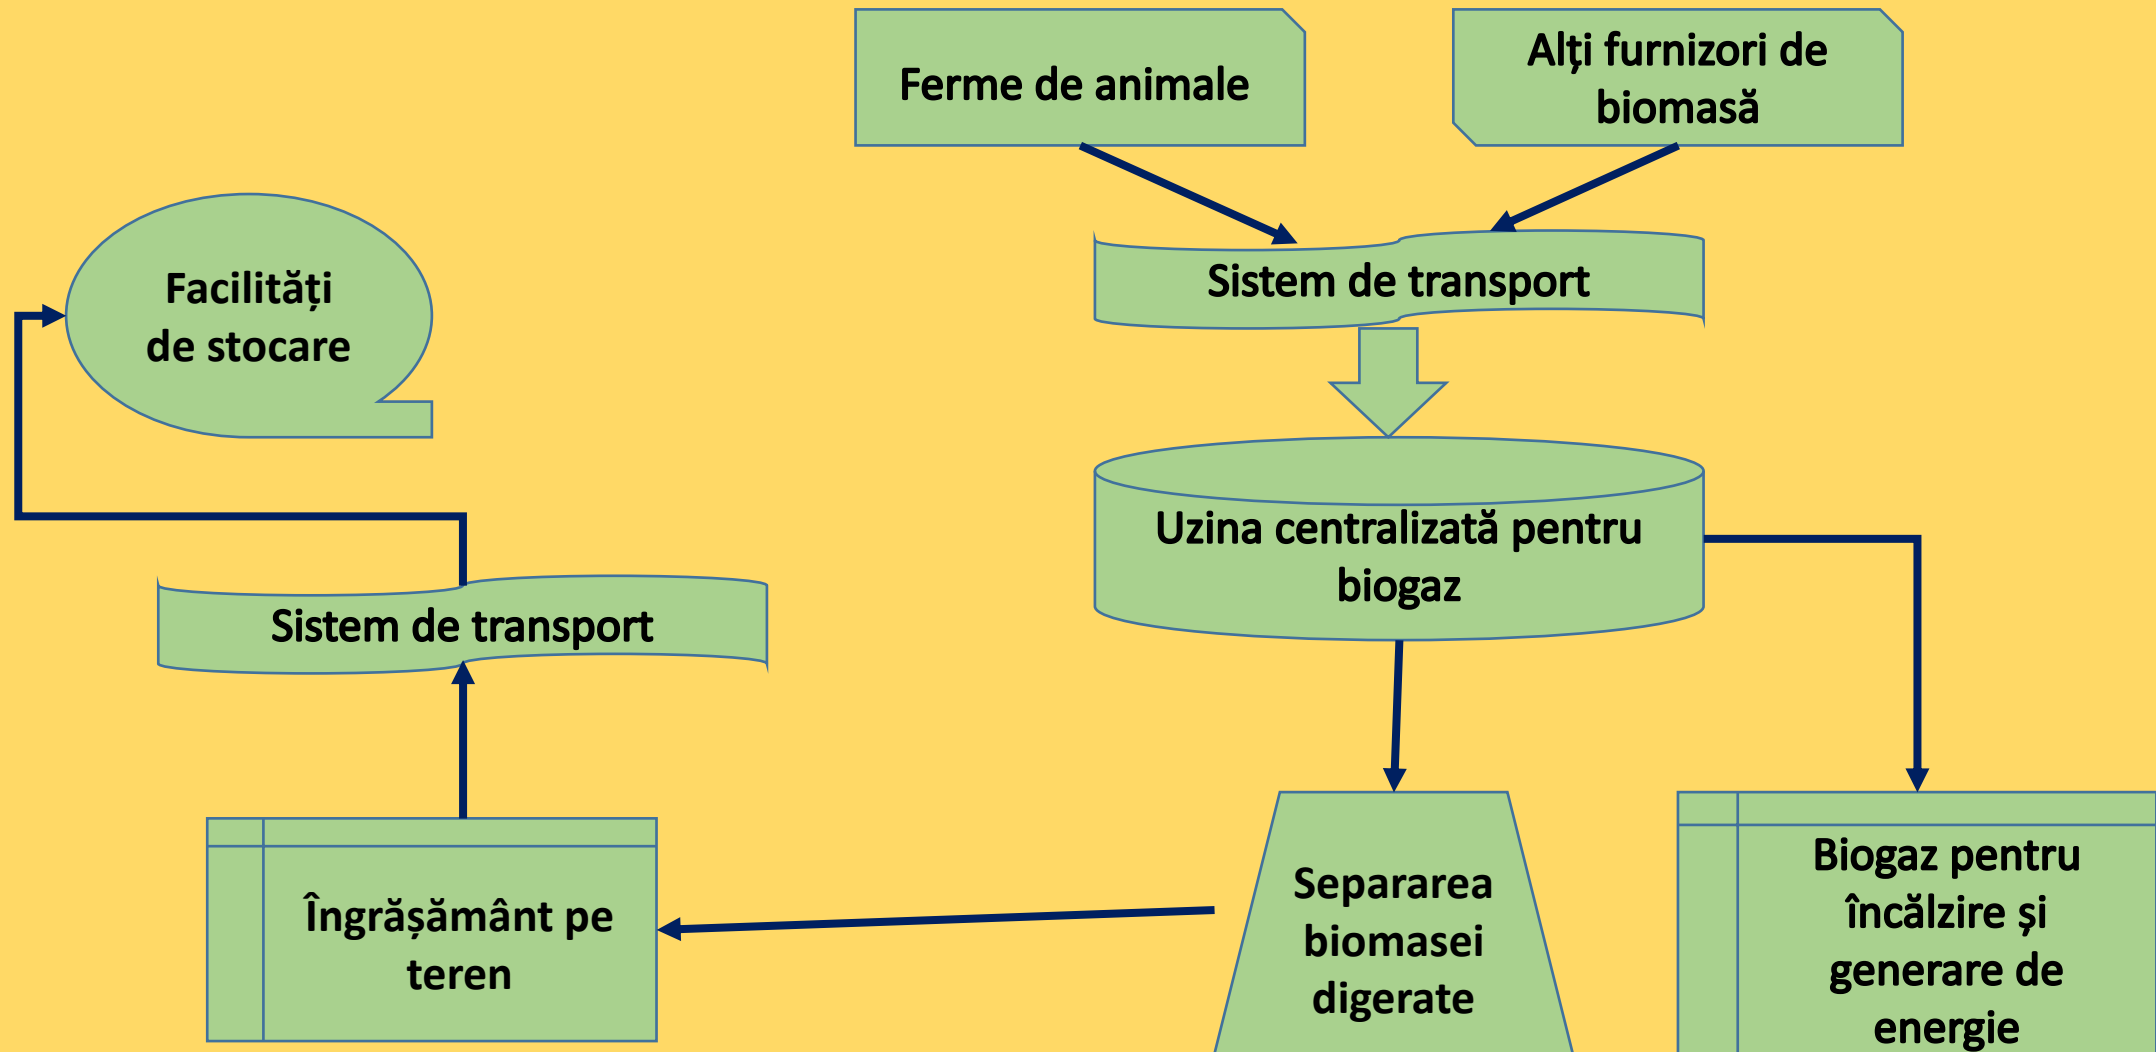 Ferme de animale
Alți furnizori de
biomasă
Sistem de transport
Facilități
de stocare
Uzina centralizată pentru
biogaz
Sistem de transport
Separarea
biomasei
digerate
Biogaz pentru
încălzire și
generare de
energie
Îngrășământ pe
teren